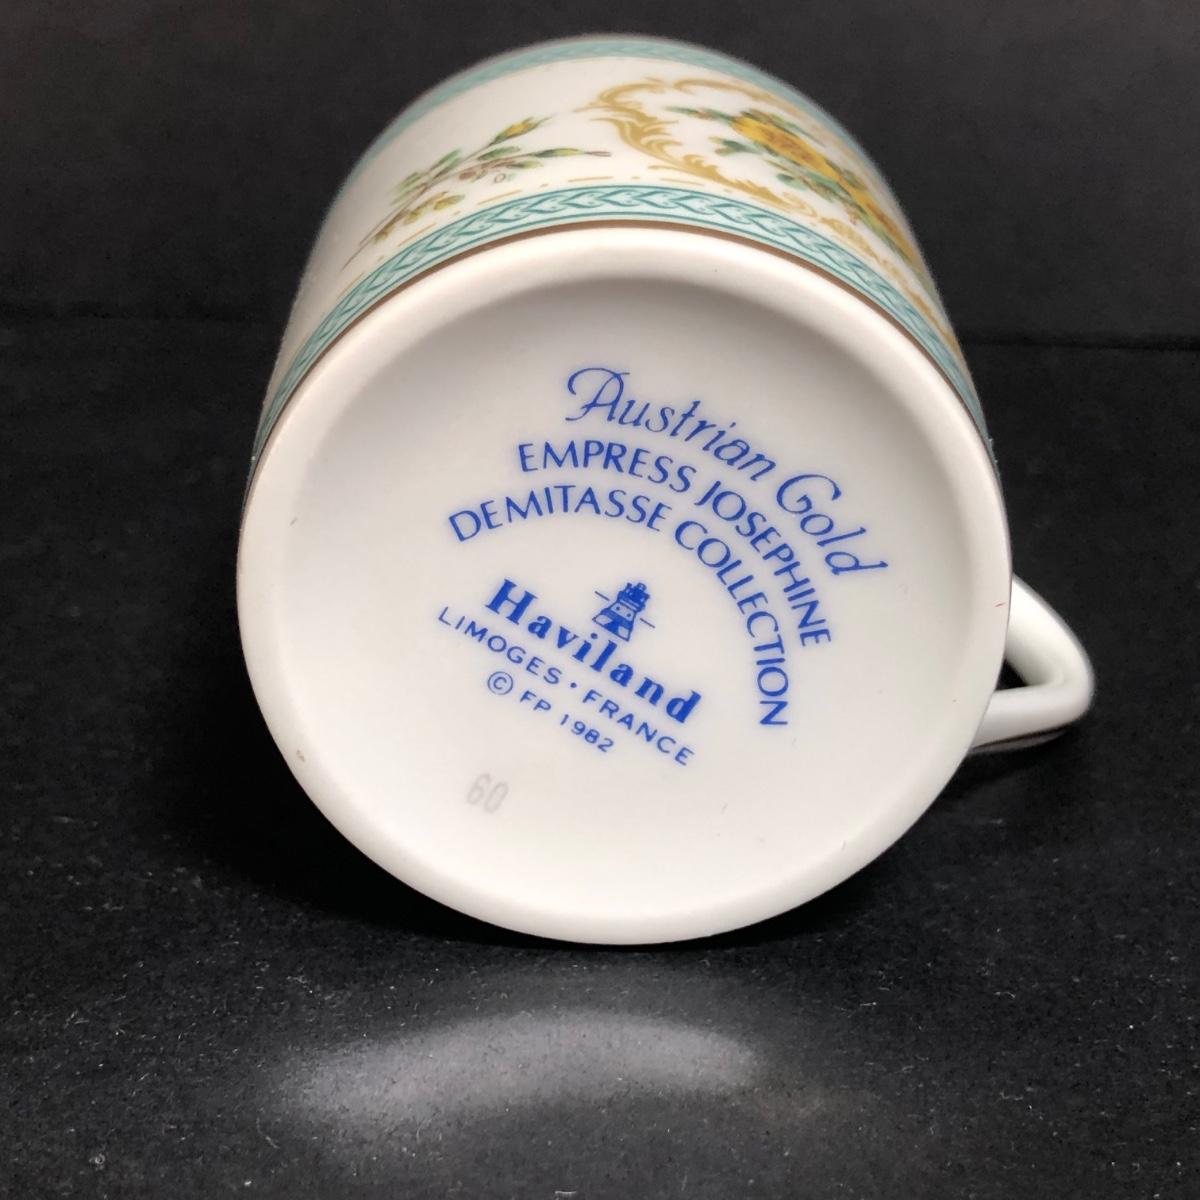 Austrian Gold
EMPRESS JOSEPHINE
DEMITASSE COLLECTION
Haviland
LIMOGES · FRANCE
© FP 1982
60